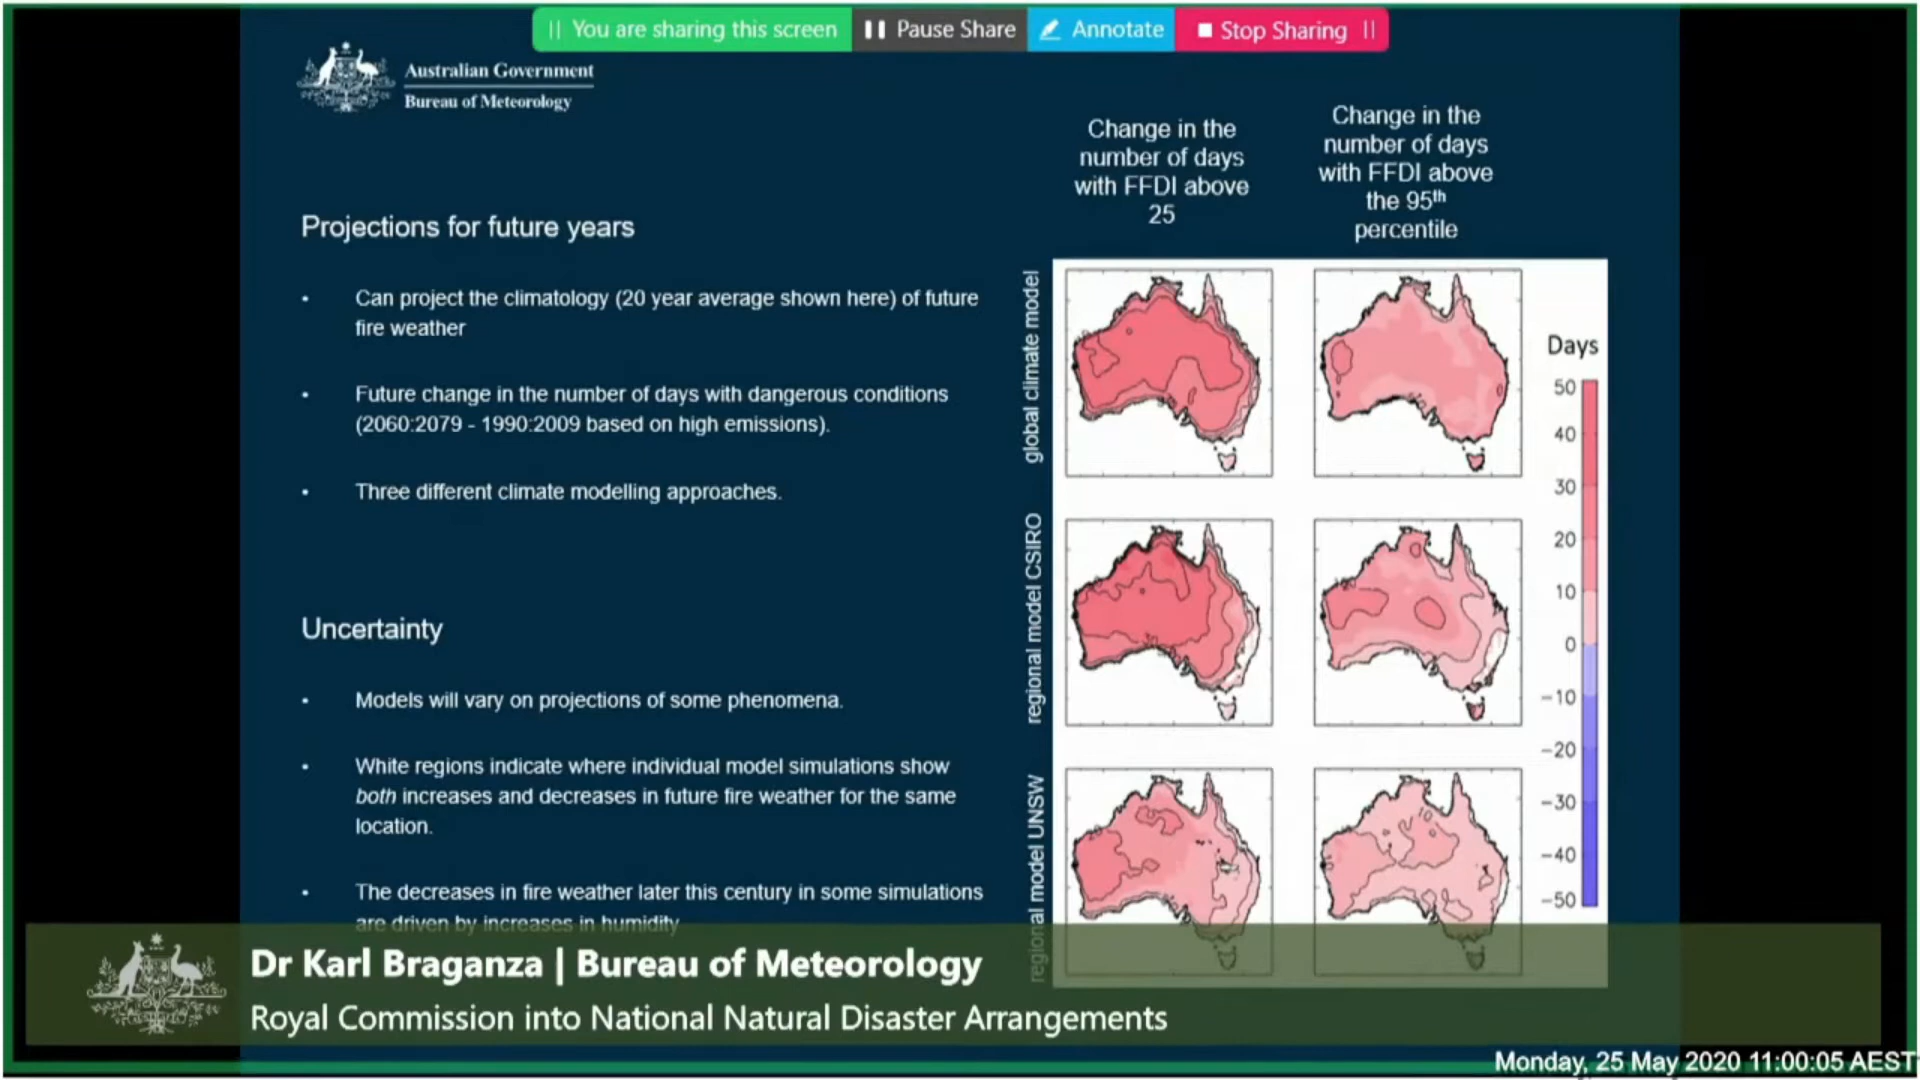 You are sharing this screen
Pause Share
Annotate
Stop Sharing
Australian Government
Bureau of Meteorology
Projections for future years
• Can project the climatology (20 year average shown here) of future
fire weather
• Future change in the number of days with dangerous conditions
(2060:2079 - 1990:2009 based on high emissions).
• Three different climate modelling approaches.
Uncertainty
• Models will vary on projections of some phenomena.
• White regions indicate where individual model simulations show
both increases and decreases in future fire weather for the same
location.
• The decreases in fire weather later this century in some simulations
are driven by increases in humidity
Change in the
number of days
with FFDI above
25
Change in the
number of days
with FFDI above
the 95th
percentile
global climate model
regional model CSIRO
regional model UNSW
Days
50
40
30
20
10
0
−10
−20
−30
−40
−50
Dr Karl Braganza | Bureau of Meteorology
Royal Commission into National Natural Disaster Arrangements
Monday, 25 May 2020 11:00:05 AEST